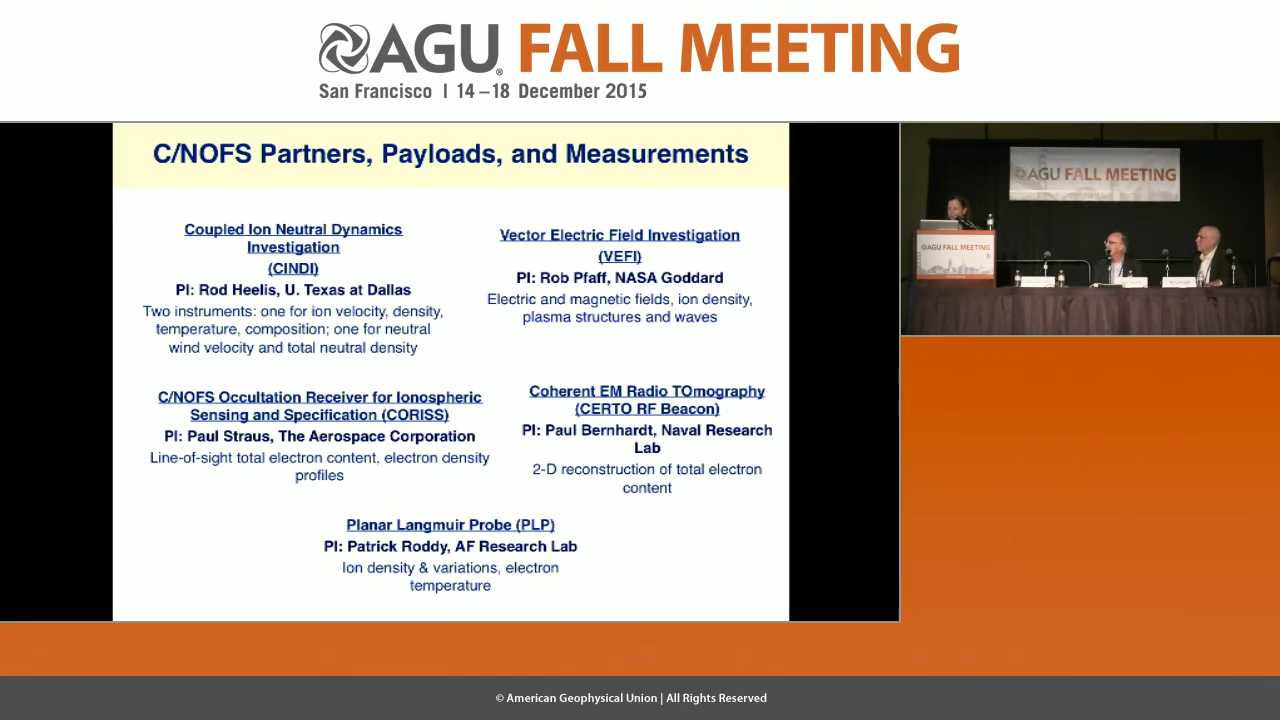 AGU FALL MEETING
San Francisco | 14–18 December 2015
C/NOFS Partners, Payloads, and Measurements
Coupled Ion Neutral Dynamics
Investigation
(CINDI)
PI: Rod Heelis, U. Texas at Dallas
Two instruments: one for ion velocity, density,
temperature, composition; one for neutral
wind velocity and total neutral density
Vector Electric Field Investigation
(VEFI)
PI: Rob Pfaff, NASA Goddard
Electric and magnetic fields, ion density,
plasma structures and waves
C/NOFS Occultation Receiver for Ionospheric
Sensing and Specification (CORISS)
PI: Paul Straus, The Aerospace Corporation
Line-of-sight total electron content, electron density
profiles
Coherent EM Radio TOmography
(CERTO RF Beacon)
PI: Paul Bernhardt, Naval Research
Lab
2-D reconstruction of total electron
content
Planar Langmuir Probe (PLP)
PI: Patrick Roddy, AF Research Lab
Ion density & variations, electron
temperature
AGU FALL MEETING
AGU FALL MEETING
© American Geophysical Union | All Rights Reserved